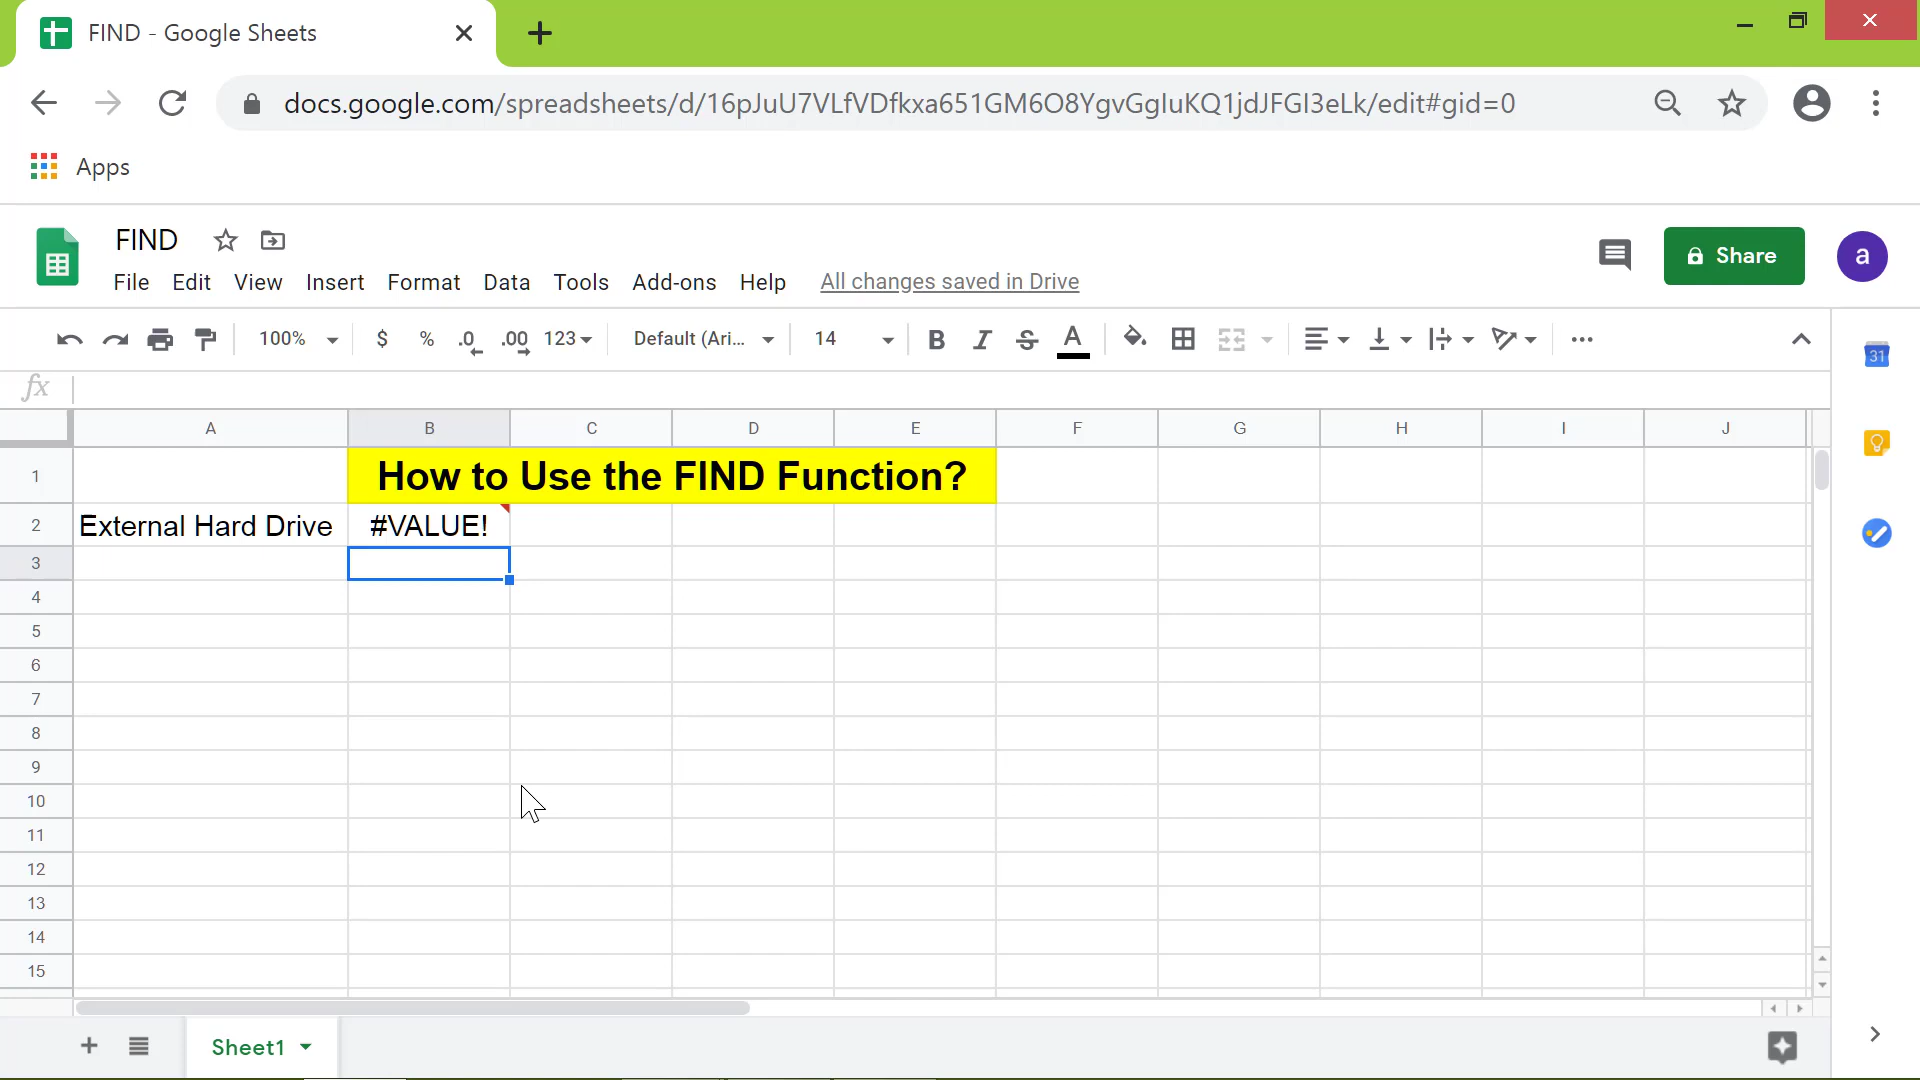 FIND - Google Sheets
docs.google.com/spreadsheets/d/16pJuU7VLfVDfkxa651GM6O8YgvGgIuKQ1jdJFGI3eLk/edit#gid=0
Apps
FIND
Share
a
File Edit View Insert Format Data Tools Add-ons Help All changes saved in Drive
100% $ % .0 .00 123 Default (Ari... 14 B I S A
31
fx
A B C D E F G H I J
1 How to Use the FIND Function?
2 External Hard Drive #VALUE!
3
4
5
6
7
8
9
10
11
12
13
14
15
Sheet1